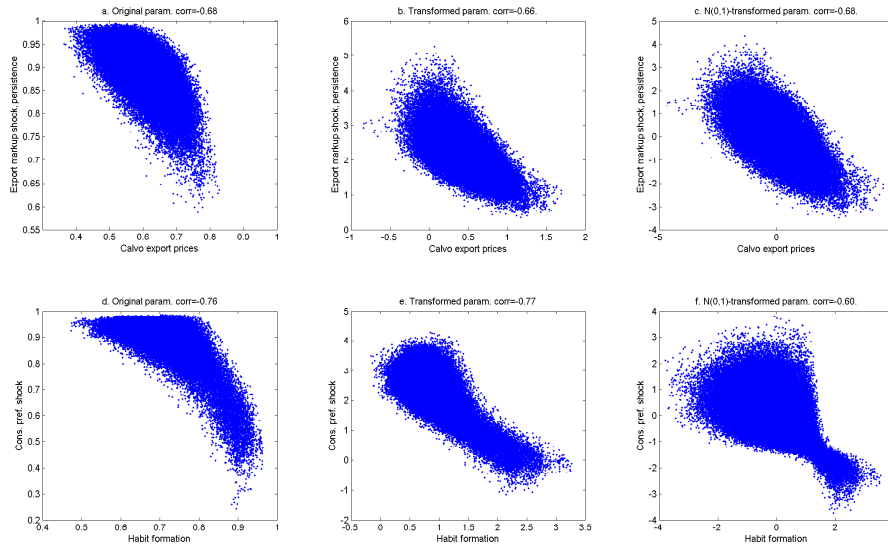 a. Original param. corr=-0.68
b. Transformed param. corr=-0.66.
c. N(0,1)-transformed param. corr=-0.68.
Export markup shock, persistence
1
0.95
0.9
0.85
0.8
0.75
0.7
0.65
0.6
0.55
0.4 0.5 0.6 0.7 0.8 0.9 1
Calvo export prices
Export markup shock, persistence
6
5
4
3
2
1
0
-1 -0.5 0 0.5 1 1.5 2
Calvo export prices
Export markup shock, persistence
5
4
3
2
1
0
-1
-2
-3
-4
-5 0
Calvo export prices
d. Original param. corr=-0.76
e. Transformed param. corr=-0.77
f. N(0,1)-transformed param. corr=-0.60.
Cons. pref. shock
1
0.9
0.8
0.7
0.6
0.5
0.4
0.3
0.2
0.4 0.5 0.6 0.7 0.8 0.9 1
Habit formation
Cons. pref. shock
5
4
3
2
1
0
-1
-2
-0.5 0 0.5 1 1.5 2 2.5 3 3.5
Habit formation
Cons. pref. shock
4
3
2
1
0
-1
-2
-3
-4
-4 -2 0 2
Habit formation